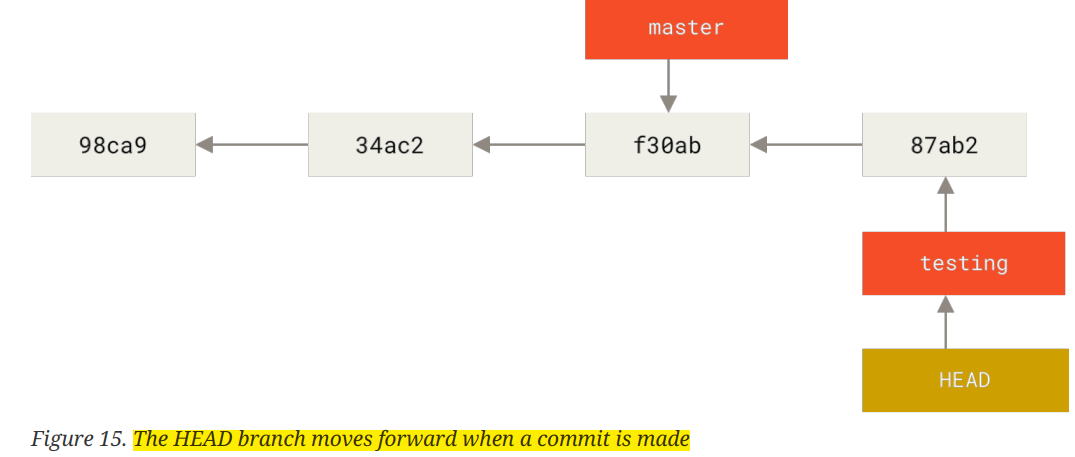 master
98ca9 34ac2 f30ab 87ab2
testing
HEAD
Figure 15. The HEAD branch moves forward when a commit is made